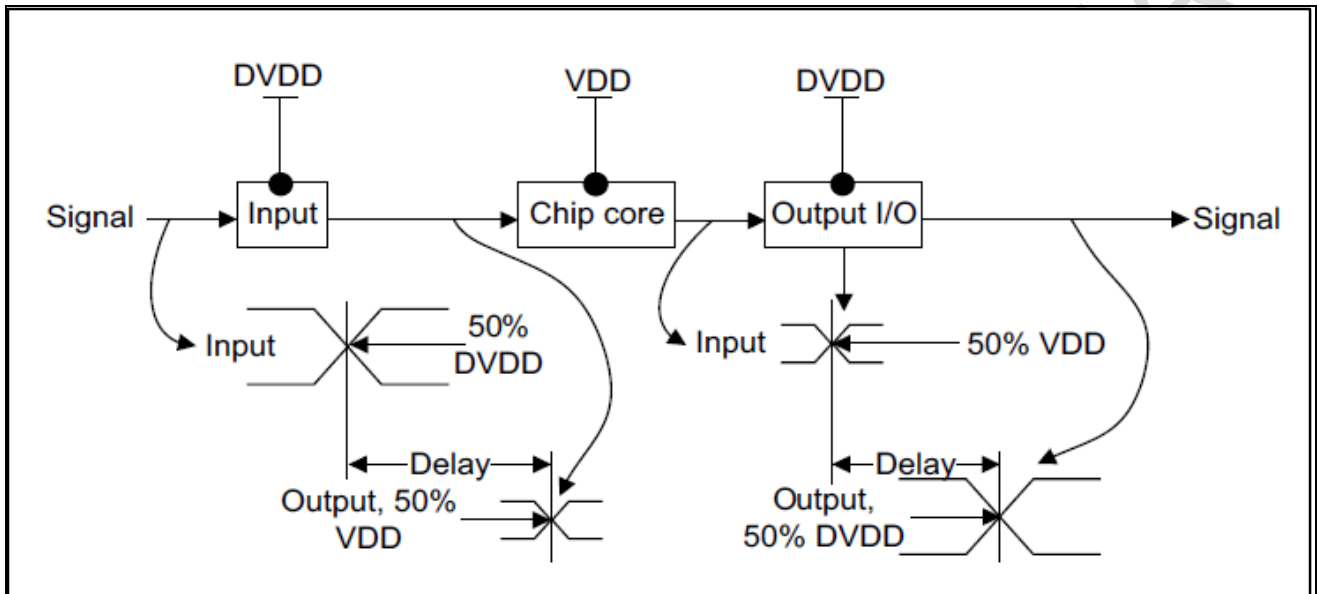 DVDD VDD DVDD
Signal Input Chip core Output I/O Signal
Input
50%
DVDD
Input
50% VDD
Delay
Output, 50%
VDD
Delay
Output,
50% DVDD